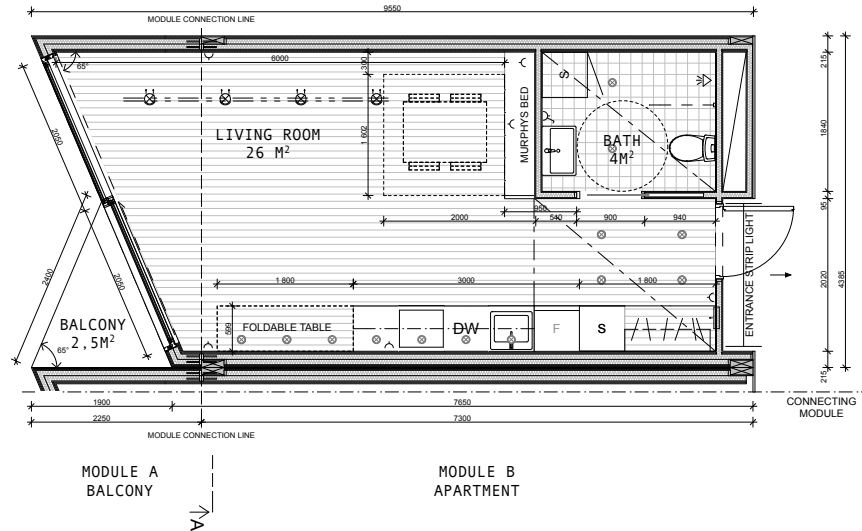 9550
MODULE CONNECTION LINE
6000
65°
300
215
2050
S
MURPHYS BED
LIVING ROOM
26 M²
1 602
BATH
4M²
1840
2050
2400
950
2000
540
900
940
95
ENTRANCE STRIP LIGHT
1 800
3000
1 800
2020
4385
BALCONY
2,5M²
65°
599
FOLDABLE TABLE
DW
F
S
215
1900
7650
CONNECTING
MODULE
2250
7300
MODULE CONNECTION LINE
MODULE A
BALCONY
MODULE B
APARTMENT
A